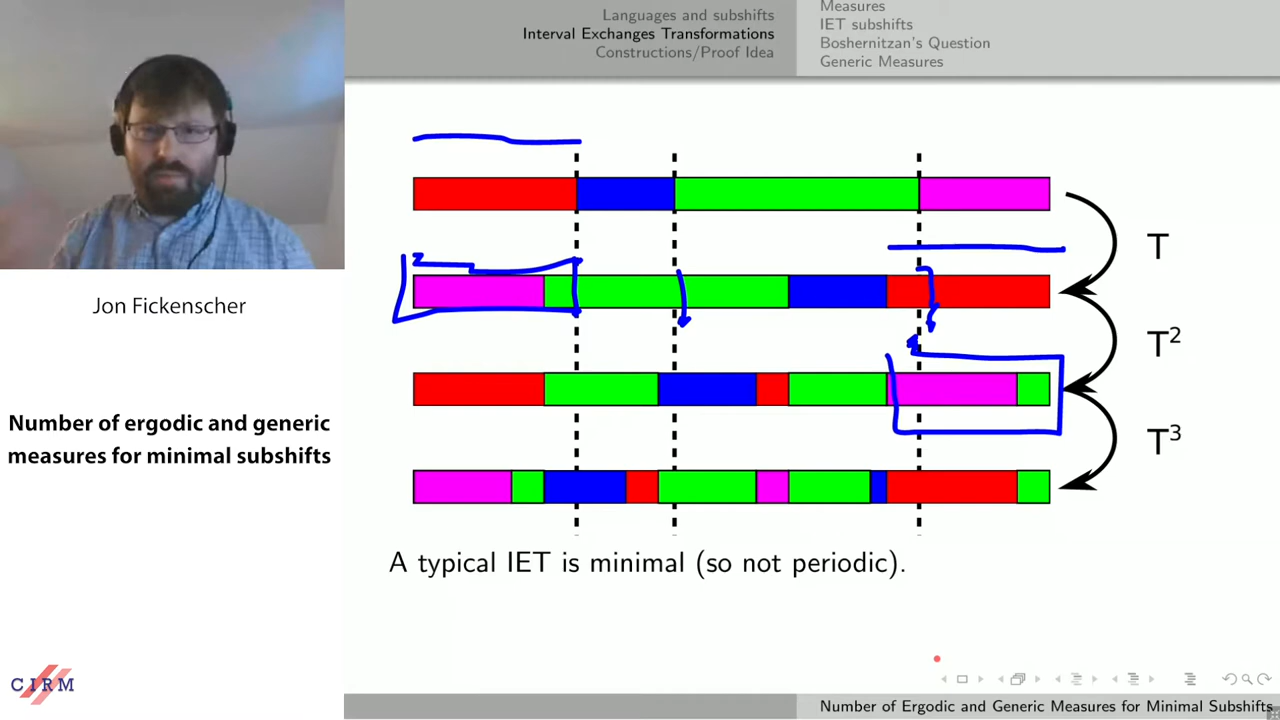 Languages and subshifts
Interval Exchanges Transformations
Constructions/Proof Idea
Measures
IET subshifts
Boshernitzan's Question
Generic Measures
T
T²
T³
A typical IET is minimal (so not periodic).
Jon Fickenscher
Number of ergodic and generic
measures for minimal subshifts
CIRM
Number of Ergodic and Generic Measures for Minimal Subshifts